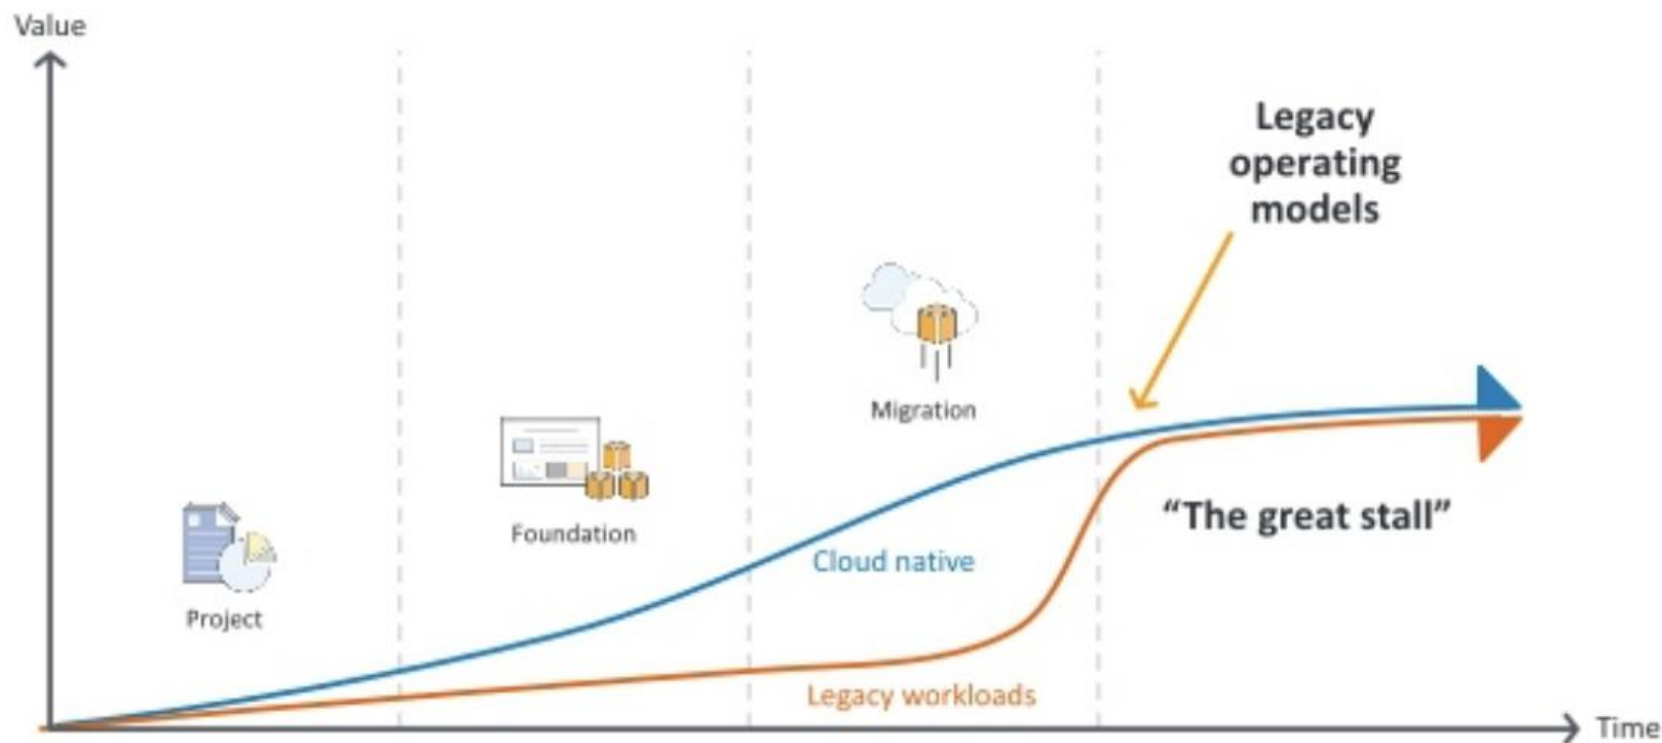 Value
Legacy
operating
models
Migration
Foundation
"The great stall"
Cloud native
Project
Legacy workloads
Time